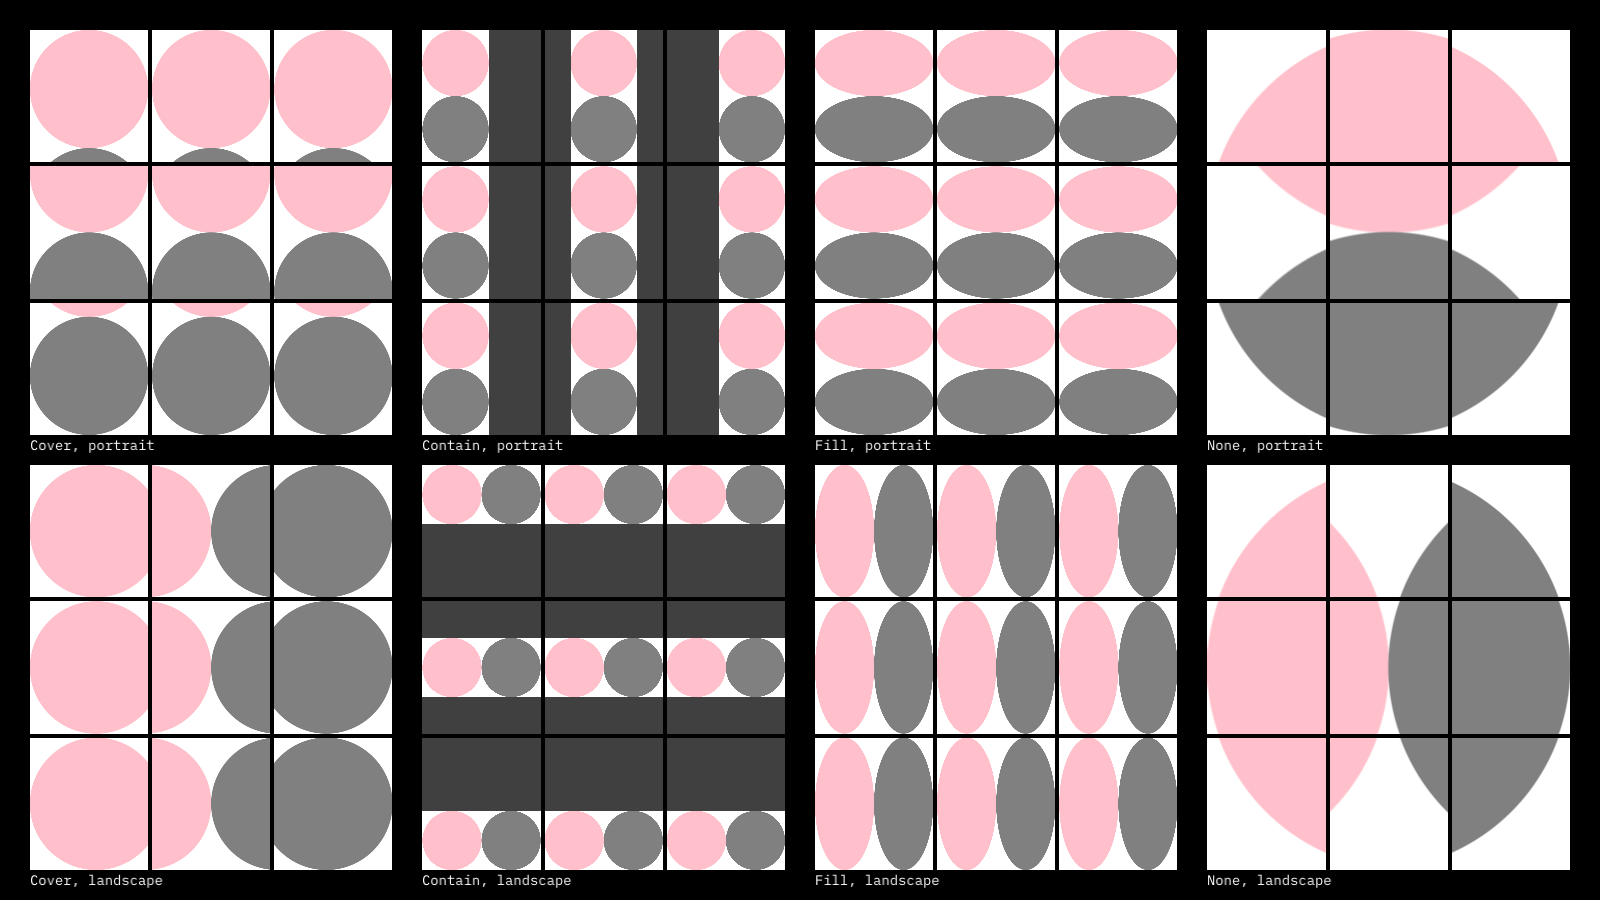 Cover, portrait
Contain, portrait
Fill, portrait
None, portrait
Cover, landscape
Contain, landscape
Fill, landscape
None, landscape